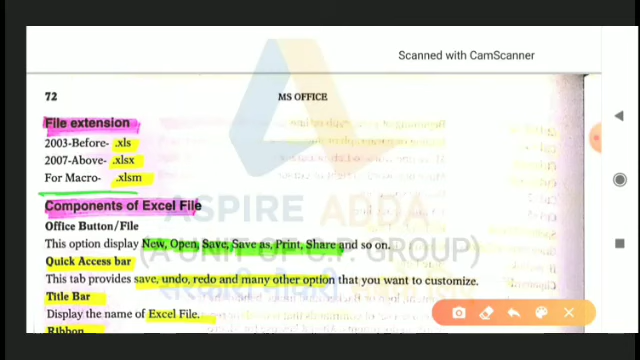 Scanned with CamScanner
72
MS OFFICE
File extension
2003-Before- .xls
2007-Above- .xlsx
For Macro- .xlsm
Components of Excel File
Office Button/File
This option display New, Open, Save, Save as, Print, Share and so on.
Quick Access bar
This tab provides save, undo, redo and many other option that you want to customize.
Title Bar
Display the name of Excel File.
Ribbon
ASPIRE ADDA
(A UNIT OF C.P. GROUP)